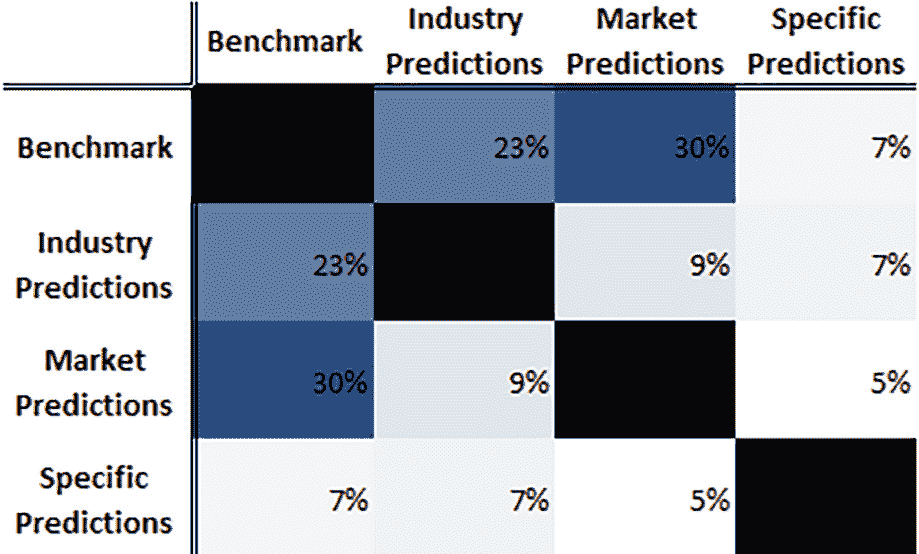 Benchmark Industry Predictions Market Predictions Specific Predictions
Benchmark 23% 30% 7%
Industry Predictions 23% 9% 7%
Market Predictions 30% 9% 5%
Specific Predictions 7% 7% 5%